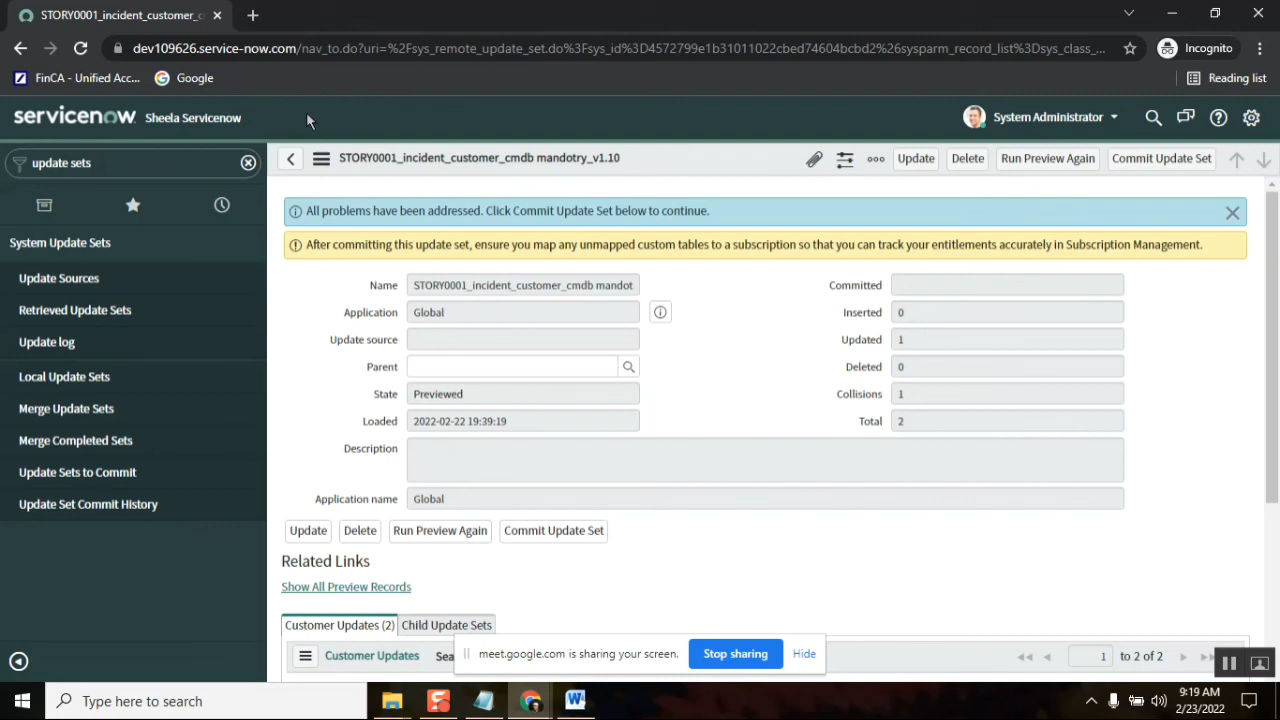 STORY0001_incident_customer_c
dev109626.service-now.com/nav_to.do?uri=%2Fsys_remote_update_set.do%3Fsys_id%3D4572799e1b31011022cbed74604bcbd2%26sysparm_record_list%3Dsys_class_...
Incognito
FinCA - Unified Acc...
Google
Reading list
servicenow
Sheela Servicenow
System Administrator
update sets
STORY0001_incident_customer_cmdb mandotry_v1.10
Update
Delete
Run Preview Again
Commit Update Set
All problems have been addressed. Click Commit Update Set below to continue.
After committing this update set, ensure you map any unmapped custom tables to a subscription so that you can track your entitlements accurately in Subscription Management.
System Update Sets
Update Sources
Retrieved Update Sets
Update log
Local Update Sets
Merge Update Sets
Merge Completed Sets
Update Sets to Commit
Update Set Commit History
Name STORY0001_incident_customer_cmdb mandot
Application Global
Update source
Parent
State Previewed
Loaded 2022-02-22 19:39:19
Description
Application name Global
Committed
Inserted 0
Updated 1
Deleted 0
Collisions 1
Total 2
Update
Delete
Run Preview Again
Commit Update Set
Related Links
Show All Preview Records
Customer Updates (2)
Child Update Sets
Customer Updates
Sea
1 to 2 of 2
meet.google.com is sharing your screen.
Stop sharing
Hide
Type here to search
9:19 AM
2/23/2022